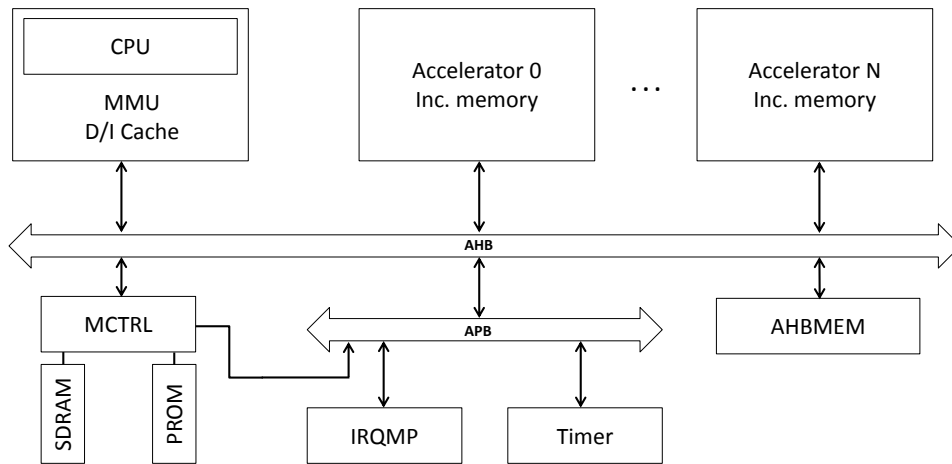 CPU
MMU
D/I Cache
Accelerator 0
Inc. memory
...
Accelerator N
Inc. memory
AHB
MCTRL
APB
AHBMEM
SDRAM
PROM
IRQMP
Timer